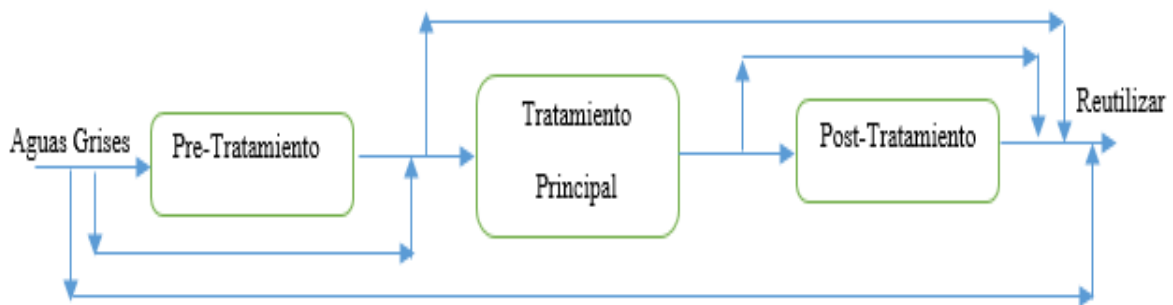 Aguas Grises
Pre-Tratamiento
Tratamiento
Principal
Post-Tratamiento
Reutilizar